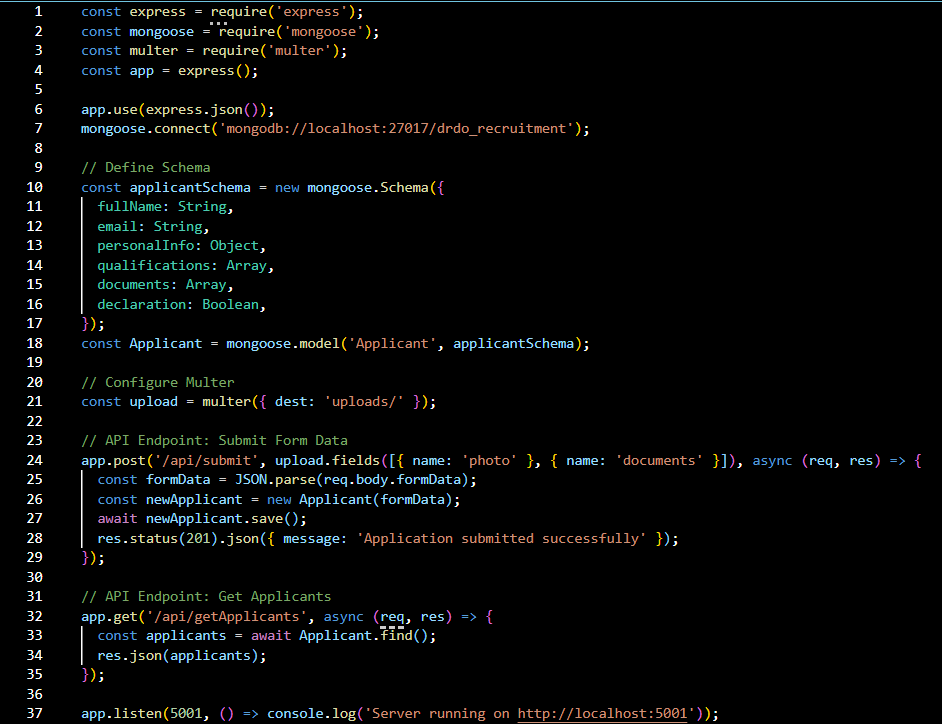 1 const express = require('express');
2 const mongoose = require('mongoose');
3 const multer = require('multer');
4 const app = express();
5
6 app.use(express.json());
7 mongoose.connect('mongodb://localhost:27017/drdo_recruitment');
8
9 // Define Schema
10 const applicantSchema = new mongoose.Schema({
11   fullName: String,
12   email: String,
13   personalInfo: Object,
14   qualifications: Array,
15   documents: Array,
16   declaration: Boolean,
17 });
18 const Applicant = mongoose.model('Applicant', applicantSchema);
19
20 // Configure Multer
21 const upload = multer({ dest: 'uploads/' });
22
23 // API Endpoint: Submit Form Data
24 app.post('/api/submit', upload.fields([{ name: 'photo' }, { name: 'documents' }]), async (req, res) => {
25   const formData = JSON.parse(req.body.formData);
26   const newApplicant = new Applicant(formData);
27   await newApplicant.save();
28   res.status(201).json({ message: 'Application submitted successfully' });
29 });
30
31 // API Endpoint: Get Applicants
32 app.get('/api/getApplicants', async (req, res) => {
33   const applicants = await Applicant.find();
34   res.json(applicants);
35 });
36
37 app.listen(5001, () => console.log('Server running on http://localhost:5001'));